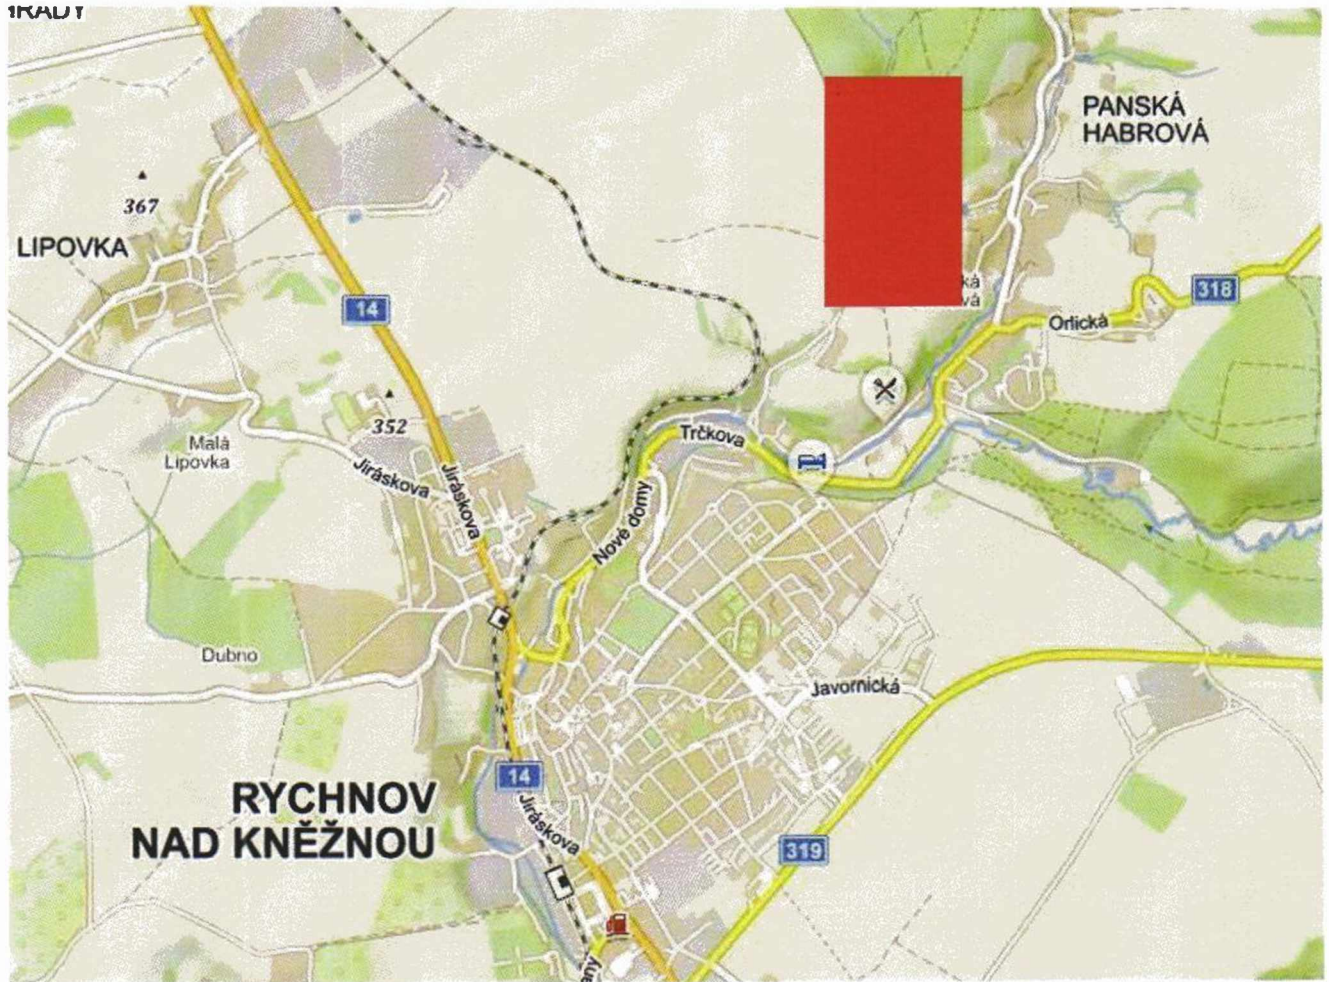 PANSKÁ
HABROVÁ
367
LIPOVKA
14
318
Orlická
352
Malá
Lipovka
Jiráskova
Jiráskova
Trčkova
Nové domy
Dubno
Javornická
RYCHNOV
NAD KNĚŽNOU
14
Jiráskova
319